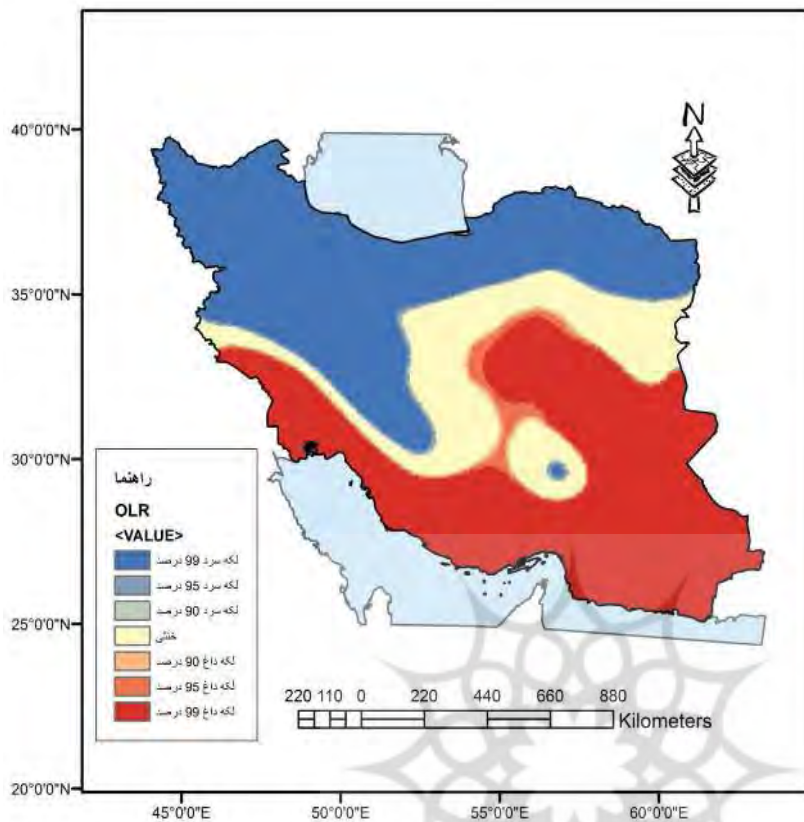 N
40°0'0"N
35°0'0"N
30°0'0"N
25°0'0"N
20°0'0"N
راهنما
OLR
<VALUE>
لکه سرد 99 درصد
لکه سرد 95 درصد
لکه سرد 90 درصد
خنثی
لکه داغ 90 درصد
لکه داغ 95 درصد
لکه داغ 99 درصد
220 110 0 220 440 660 880
Kilometers
45°0'0"E 50°0'0"E 55°0'0"E 60°0'0"E